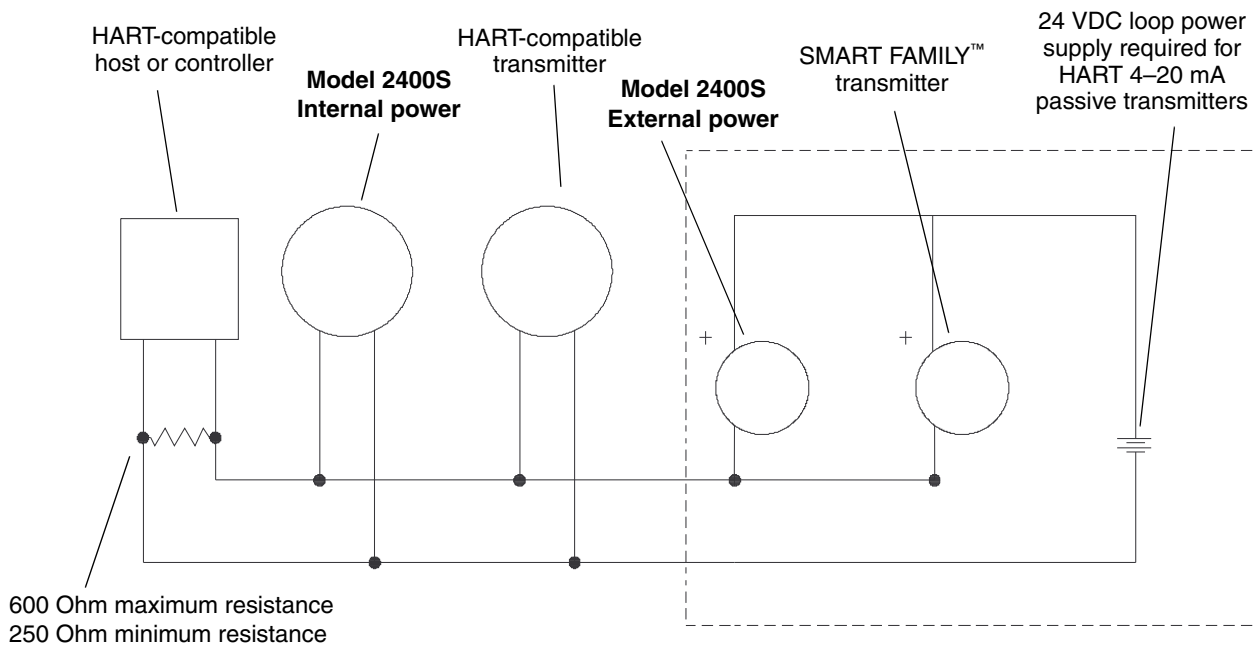 HART-compatible
host or controller
Model 2400S
Internal power
HART-compatible
transmitter
Model 2400S
External power
SMART FAMILY™
transmitter
24 VDC loop power
supply required for
HART 4–20 mA
passive transmitters
+
+
600 Ohm maximum resistance
250 Ohm minimum resistance